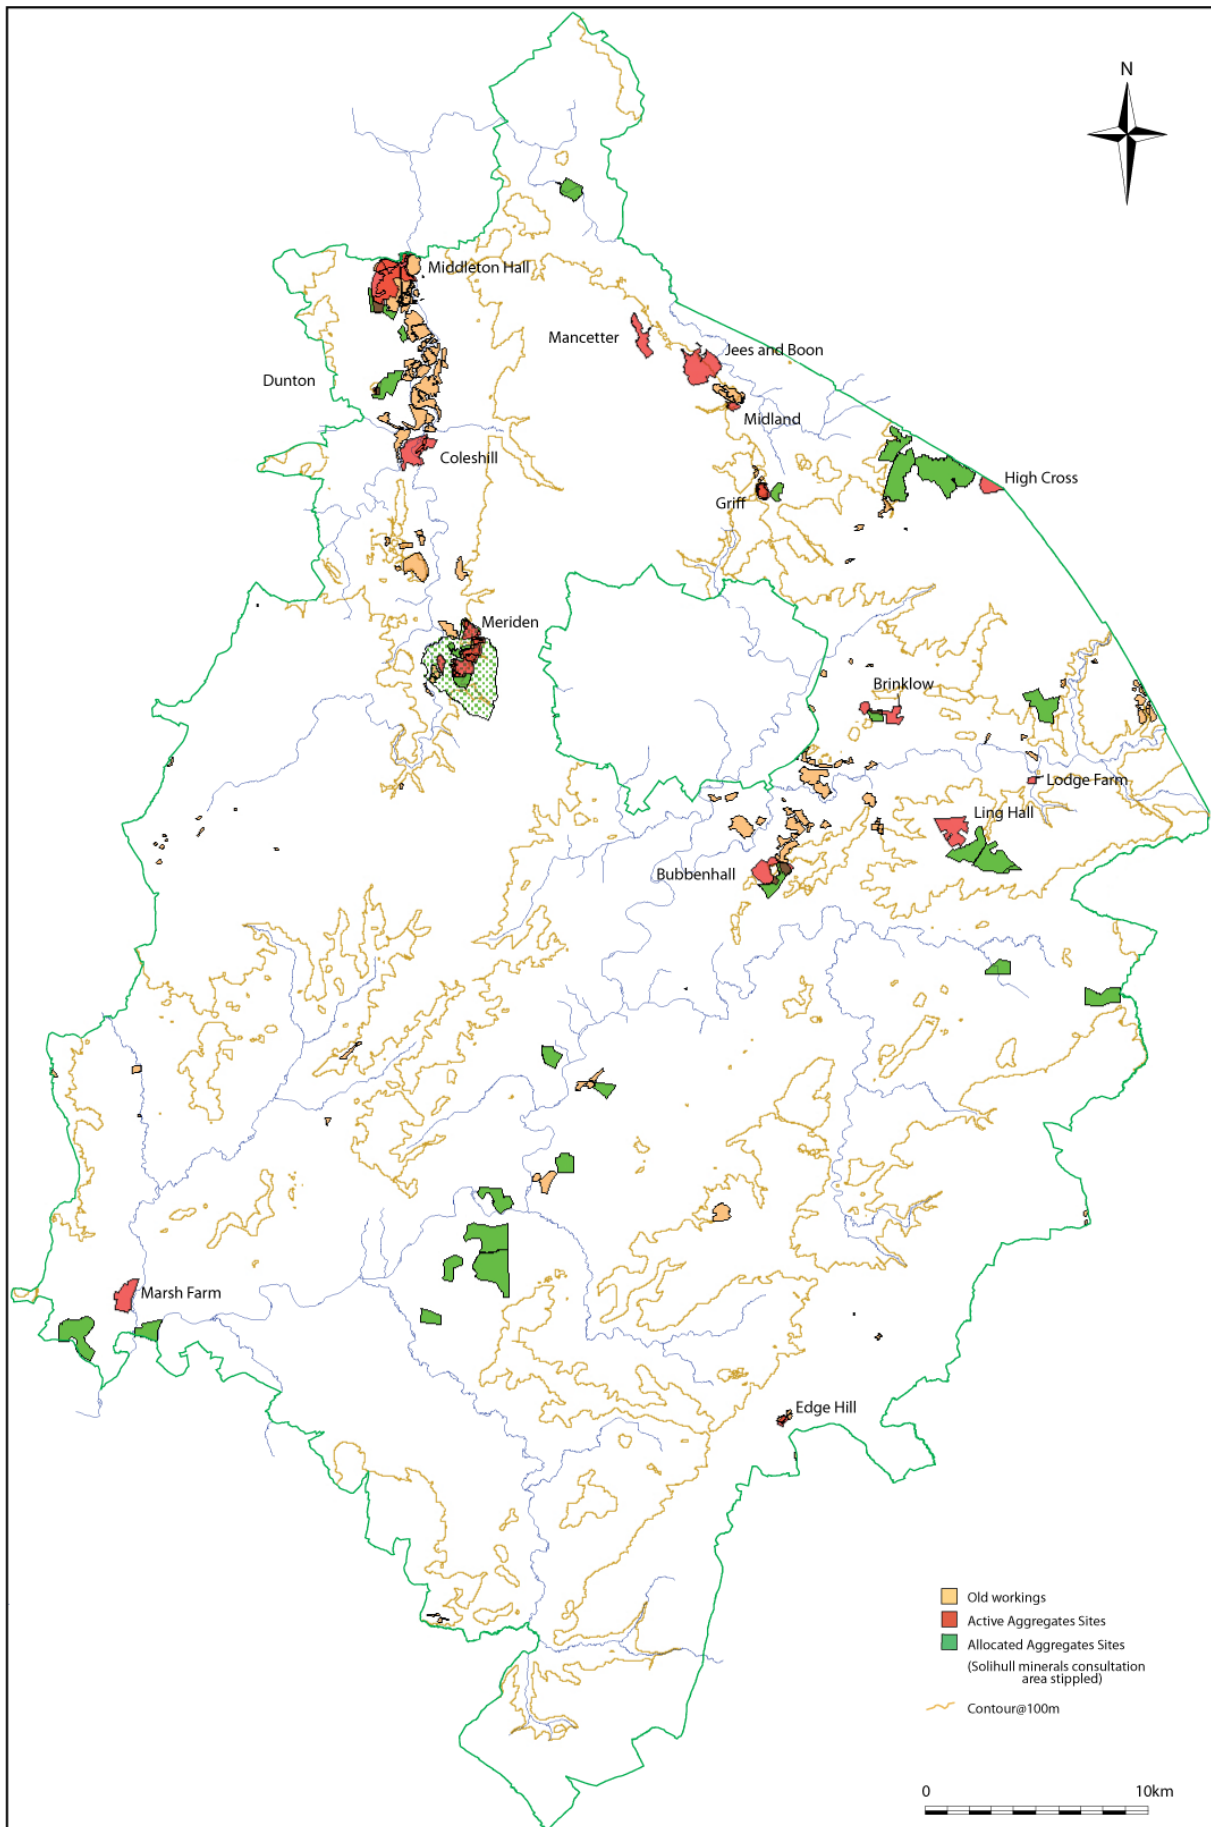 N
Middleton Hall
Mancetter
Jees and Boon
Dunton
Midland
Coleshill
High Cross
Griff
Meriden
Brinklow
Lodge Farm
Ling Hall
Bubbenhall
Marsh Farm
Edge Hill
Old workings
Active Aggregates Sites
Allocated Aggregates Sites
(Solihull minerals consultation
area stippled)
Contour@100m
0 10km